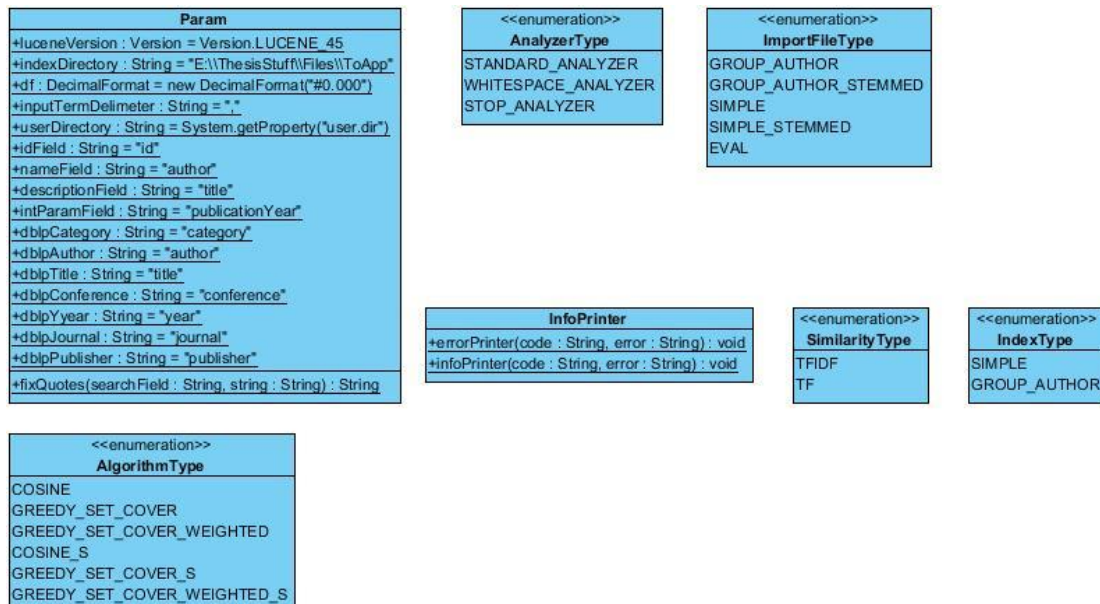 Param
+luceneVersion : Version = Version.LUCENE_45
+indexDirectory : String = "E:\\ThesisStuff\\Files\\ToApp"
+df : DecimalFormat = new DecimalFormat("#0.000")
+inputTermDelimeter : String = ","
+userDirectory : String = System.getProperty("user.dir")
+idField : String = "id"
+nameField : String = "author"
+descriptionField : String = "title"
+intParamField : String = "publicationYear"
+dblpCategory : String = "category"
+dblpAuthor : String = "author"
+dblpTitle : String = "title"
+dblpConference : String = "conference"
+dblpYyear : String = "year"
+dblpJournal : String = "journal"
+dblpPublisher : String = "publisher"
+fixQuotes(searchField : String, string : String) : String
<<enumeration>>
AnalyzerType
STANDARD_ANALYZER
WHITESPACE_ANALYZER
STOP_ANALYZER
<<enumeration>>
ImportFileType
GROUP_AUTHOR
GROUP_AUTHOR_STEMMED
SIMPLE
SIMPLE_STEMMED
EVAL
InfoPrinter
+errorPrinter(code : String, error : String) : void
+infoPrinter(code : String, error : String) : void
<<enumeration>>
SimilarityType
TFIDF
TF
<<enumeration>>
IndexType
SIMPLE
GROUP_AUTHOR
<<enumeration>>
AlgorithmType
COSINE
GREEDY_SET_COVER
GREEDY_SET_COVER_WEIGHTED
COSINE_S
GREEDY_SET_COVER_S
GREEDY_SET_COVER_WEIGHTED_S